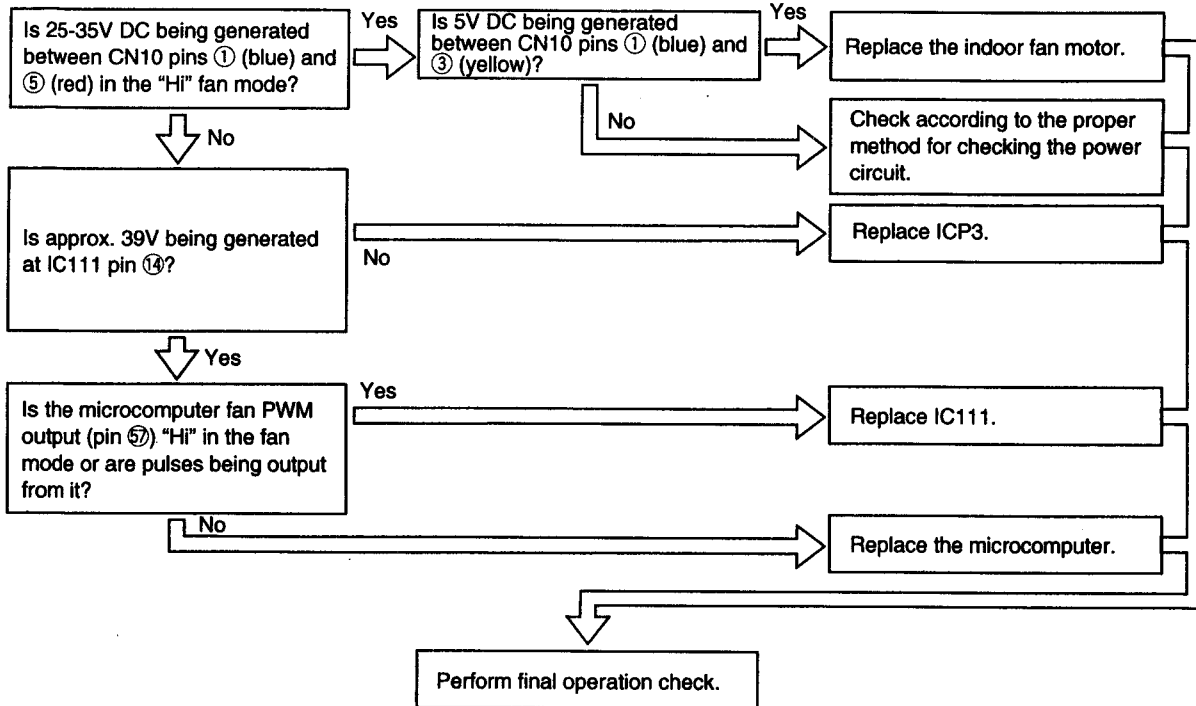 Is 25-35V DC being generated
between CN10 pins ① (blue) and
⑤ (red) in the “Hi” fan mode?
Yes
Is 5V DC being generated
between CN10 pins ① (blue) and
③ (yellow)?
Yes
Replace the indoor fan motor.
No
No
Check according to the proper
method for checking the power
circuit.
Is approx. 39V being generated
at IC111 pin ⑭?
No
Replace ICP3.
Yes
Is the microcomputer fan PWM
output (pin 57) “Hi” in the fan
mode or are pulses being output
from it?
Yes
Replace IC111.
No
Replace the microcomputer.
Perform final operation check.